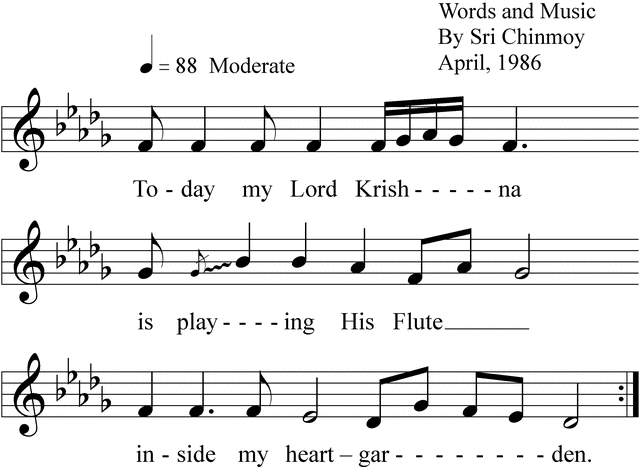 Words and Music
By Sri Chinmoy
April, 1986
♩ = 88 Moderate
To - day my Lord Krish - - - - - na
is play - - - - ing His Flute
in - side my heart – gar - - - - - - - - den.